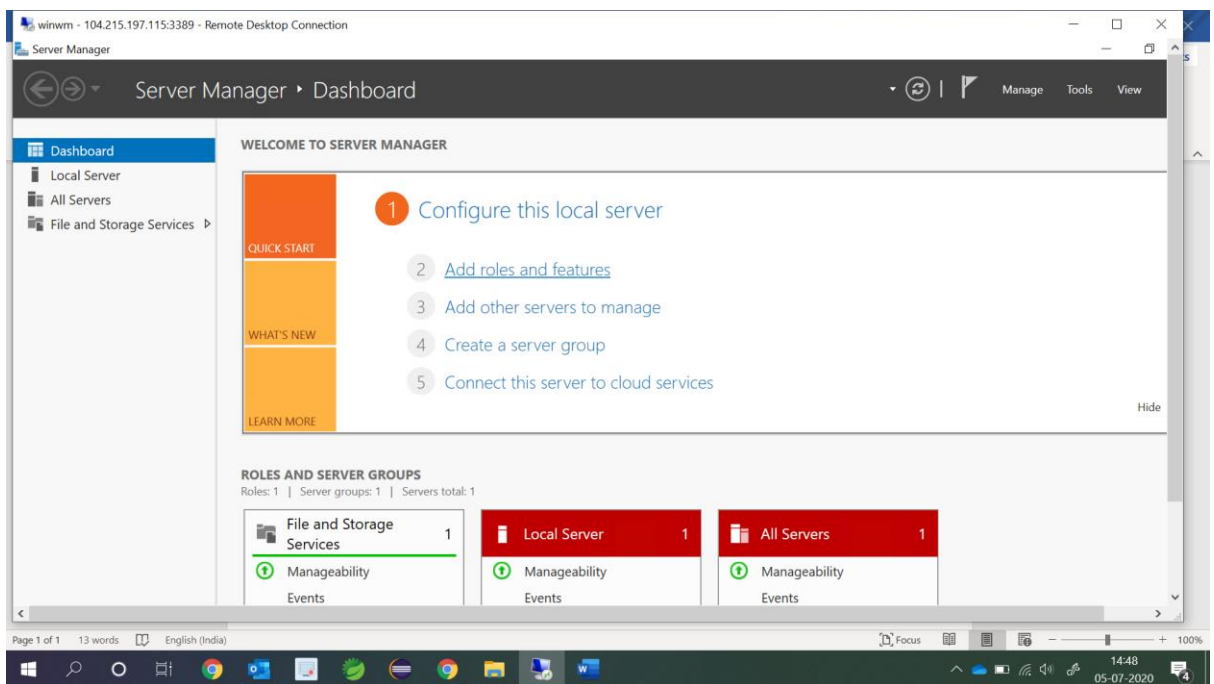 winwm - 104.215.197.115:3389 - Remote Desktop Connection
Server Manager
Server Manager Dashboard
Manage Tools View
Dashboard
Local Server
All Servers
File and Storage Services
WELCOME TO SERVER MANAGER
QUICK START
WHAT'S NEW
LEARN MORE
1 Configure this local server
2 Add roles and features
3 Add other servers to manage
4 Create a server group
5 Connect this server to cloud services
Hide
ROLES AND SERVER GROUPS
Roles: 1 | Server groups: 1 | Servers total: 1
File and Storage
Services 1
Manageability
Events
Local Server 1
Manageability
Events
All Servers 1
Manageability
Events
Page 1 of 1 13 words English (India) Focus 100%
14:48
05-07-2020
4